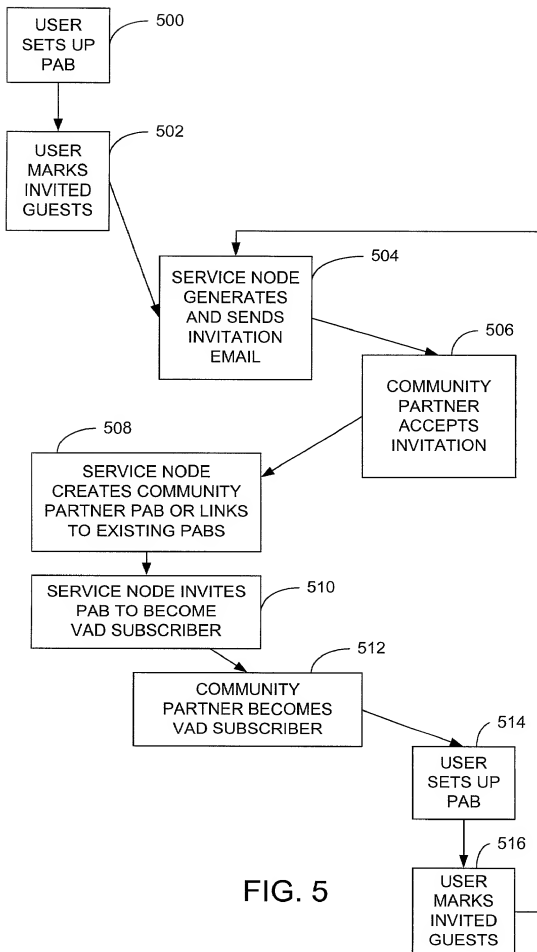 USER
SETS UP
PAB
500
USER
MARKS
INVITED
GUESTS
502
SERVICE NODE
GENERATES
AND SENDS
INVITATION
EMAIL
504
COMMUNITY
PARTNER
ACCEPTS
INVITATION
506
SERVICE NODE
CREATES COMMUNITY
PARTNER PAB OR LINKS
TO EXISTING PABS
508
SERVICE NODE INVITES
PAB TO BECOME
VAD SUBSCRIBER
510
COMMUNITY
PARTNER BECOMES
VAD SUBSCRIBER
512
USER
SETS UP
PAB
514
USER
MARKS
INVITED
GUESTS
516
FIG. 5